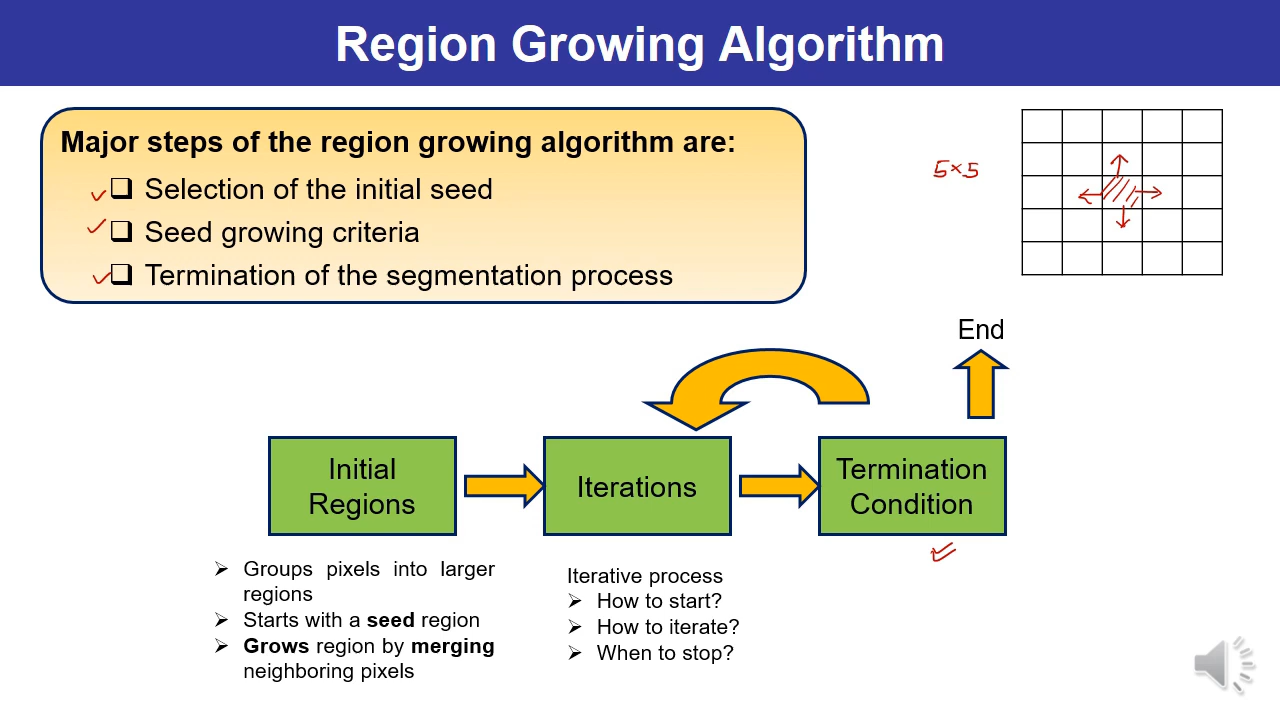 Region Growing Algorithm
Major steps of the region growing algorithm are:
Selection of the initial seed
Seed growing criteria
Termination of the segmentation process
5×5
End
Initial
Regions
Iterations
Termination
Condition
Groups pixels into larger
regions
Starts with a seed region
Grows region by merging
neighboring pixels
Iterative process
How to start?
How to iterate?
When to stop?